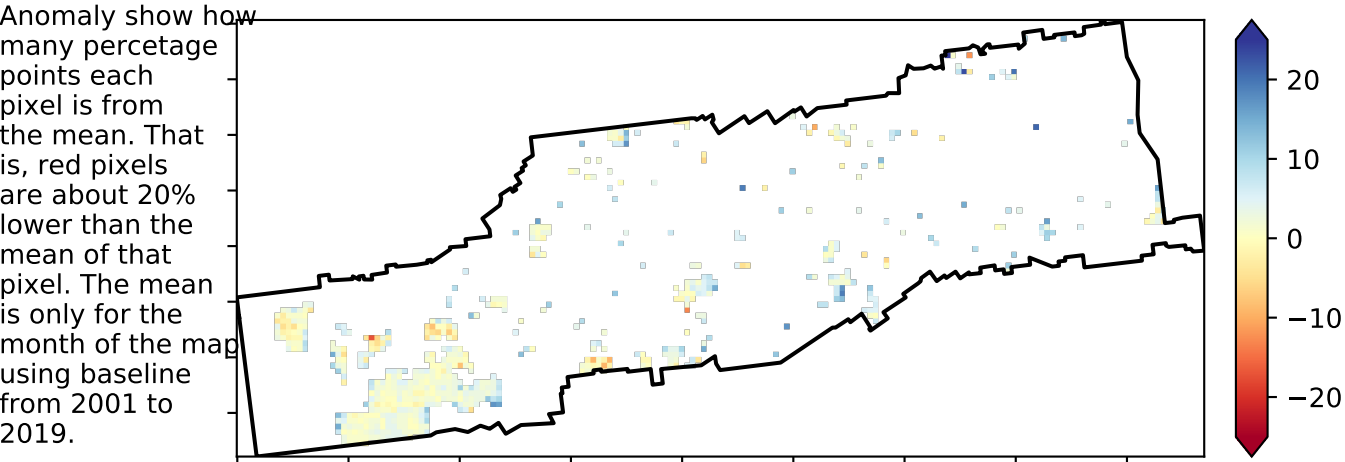 Anomaly show how
many percetage
points each
pixel is from
the mean. That
is, red pixels
are about 20%
lower than the
mean of that
pixel. The mean
is only for the
month of the map
using baseline
from 2001 to
2019.
20
10
0
−10
−20